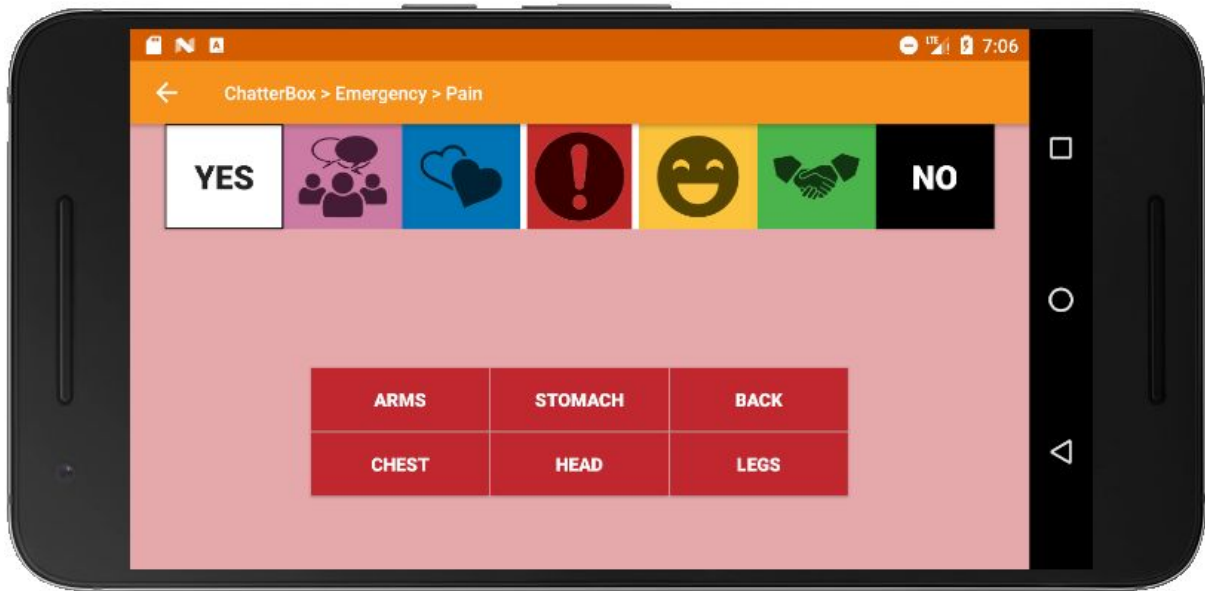 7:06
ChatterBox > Emergency > Pain
YES NO
ARMS STOMACH BACK
CHEST HEAD LEGS